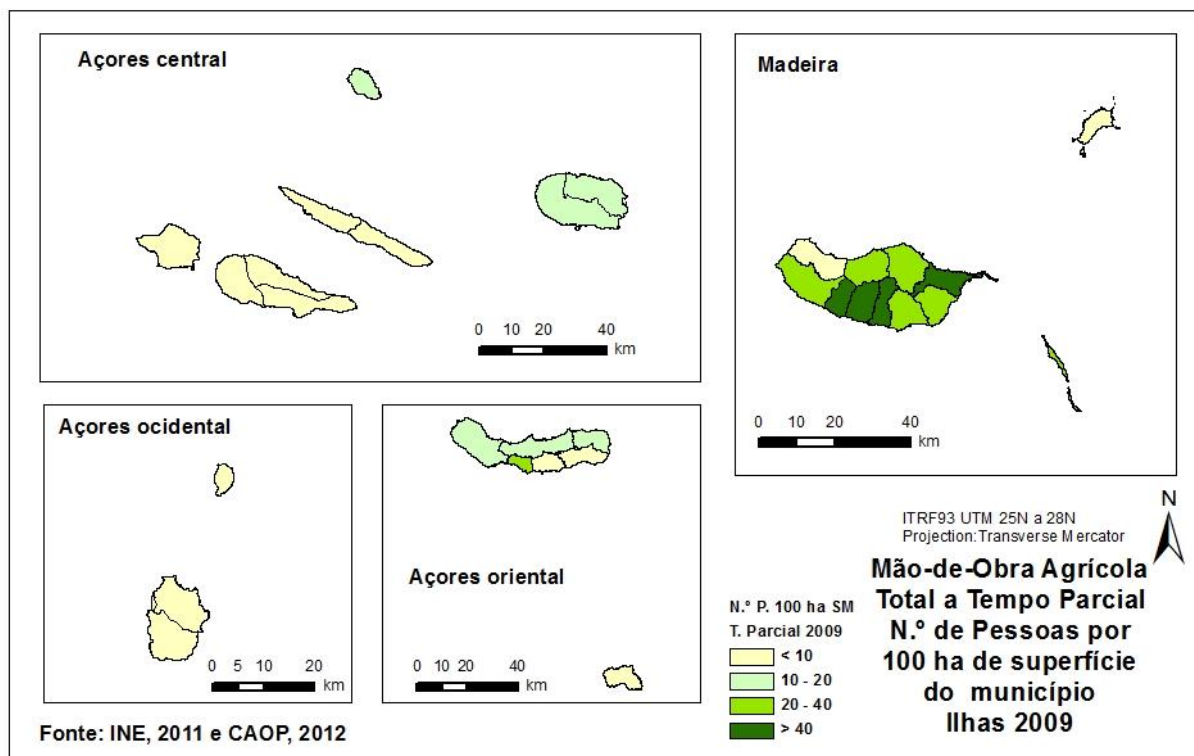 Açores central
0 10 20 40
km
Madeira
0 10 20 40
km
Açores ocidental
0 5 10 20
km
Açores oriental
0 10 20 40
km
N
ITRF93 UTM 25N a 28N
Projection: Transverse Mercator
Mão-de-Obra Agrícola
Total a Tempo Parcial
N.º de Pessoas por
100 ha de superfície
do município
Ilhas 2009
N.º P. 100 ha SM
T. Parcial 2009
< 10
10 - 20
20 - 40
> 40
Fonte: INE, 2011 e CAOP, 2012